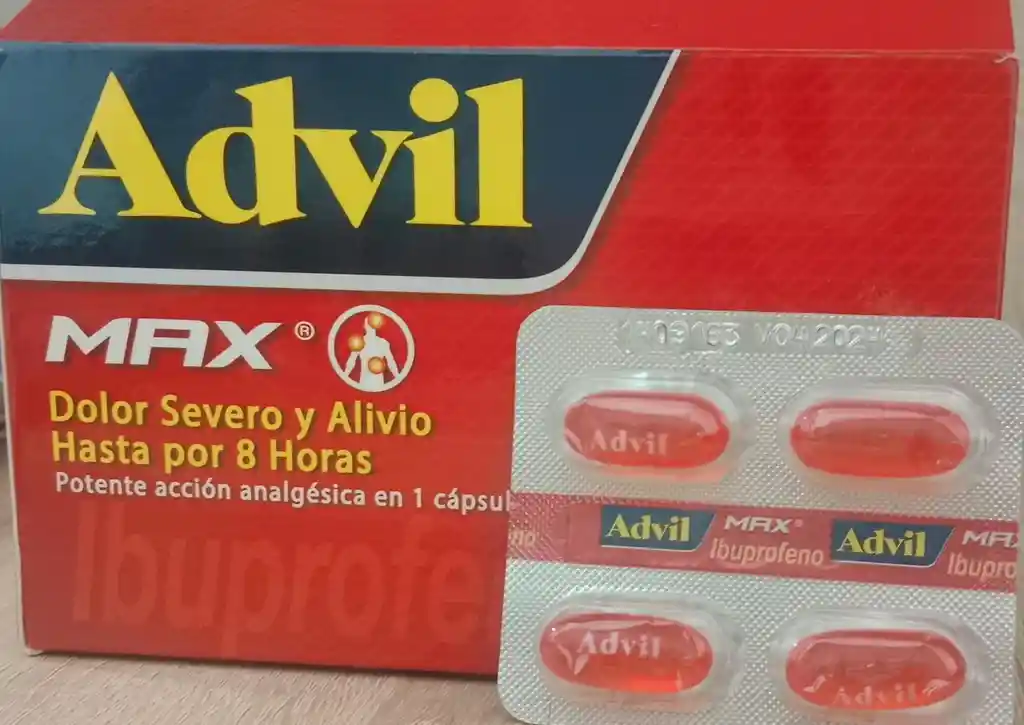 Advil
MAX®
Dolor Severo y Alivio
Hasta por 8 Horas
Potente acción analgésica en 1 cápsul
Ibuprofe
Advil
Advil MAX® Ibuprofeno Advil MAX Ibupro
Advil
Advil